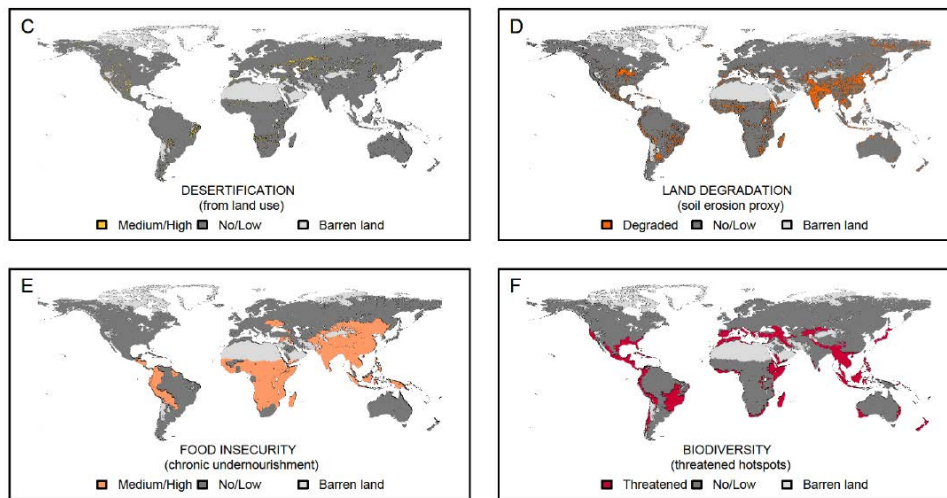 C
DESERTIFICATION
(from land use)
Medium/High No/Low Barren land
D
LAND DEGRADATION
(soil erosion proxy)
Degraded No/Low Barren land
E
FOOD INSECURITY
(chronic undernourishment)
Medium/High No/Low Barren land
F
BIODIVERSITY
(threatened hotspots)
Threatened No/Low Barren land